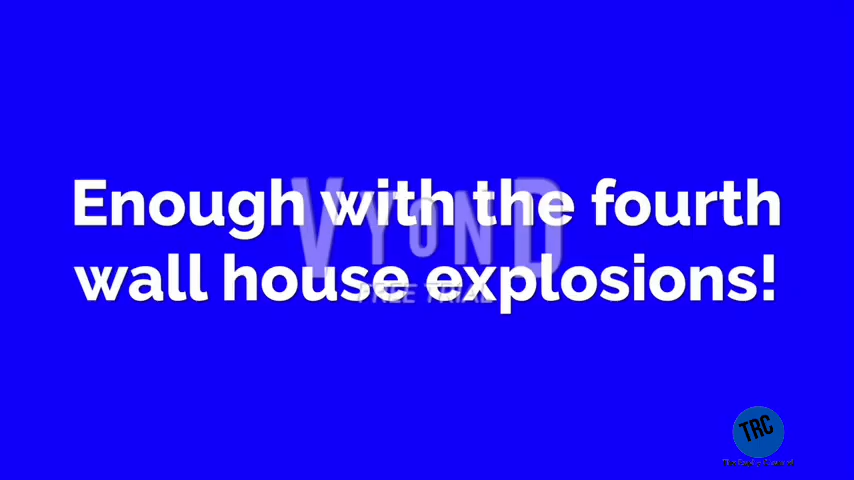 Enough with the fourth
wall house explosions!
VYOND
FREE TRIAL
TRC